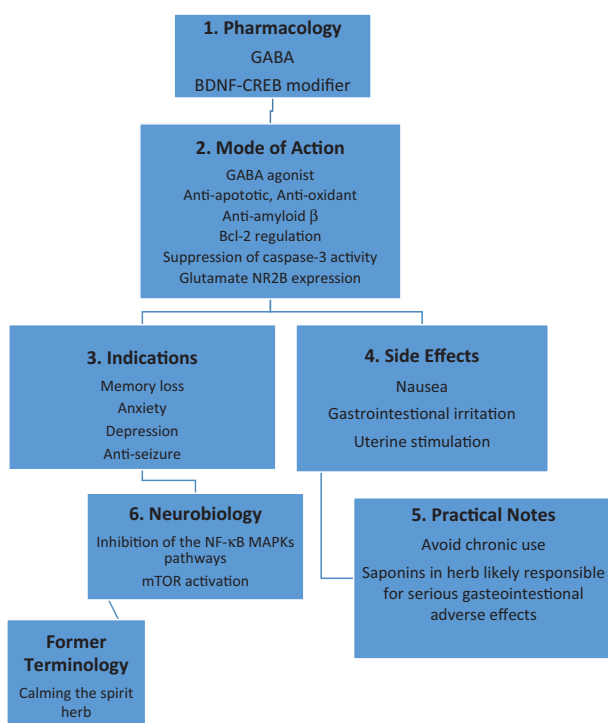 1. Pharmacology
GABA
BDNF-CREB modifier
2. Mode of Action
GABA agonist
Anti-apototic, Anti-oxidant
Anti-amyloid β
Bcl-2 regulation
Suppression of caspase-3 activity
Glutamate NR2B expression
3. Indications
Memory loss
Anxiety
Depression
Anti-seizure
4. Side Effects
Nausea
Gastrointestional irritation
Uterine stimulation
6. Neurobiology
Inhibition of the NF-κB MAPKs
pathways
mTOR activation
5. Practical Notes
Avoid chronic use
Saponins in herb likely responsible
for serious gasteointestional
adverse effects
Former
Terminology
Calming the spirit
herb